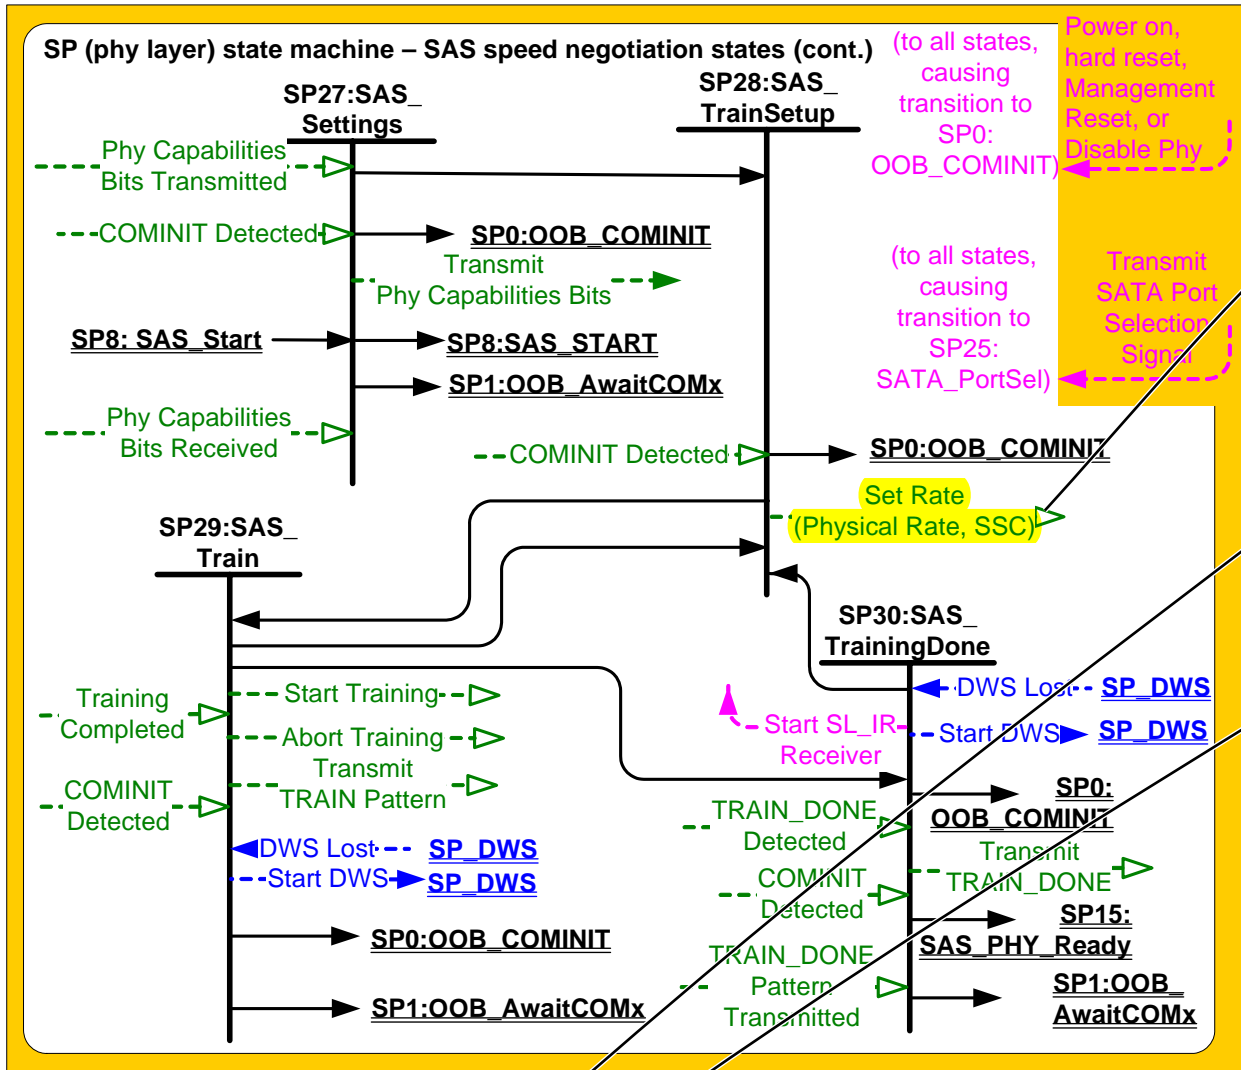 SP (phy layer) state machine – SAS speed negotiation states (cont.)
(to all states,
causing
transition to
SP0:
OOB_COMINIT)
Power on,
hard reset,
Management
Reset, or
Disable Phy
SP27:SAS_
Settings
SP28:SAS_
TrainSetup
Phy Capabilities
Bits Transmitted
COMINIT Detected
SP0:OOB_COMINIT
Transmit
Phy Capabilities Bits
(to all states,
causing
transition to
SP25:
SATA_PortSel)
Transmit
SATA Port
Selection
Signal
SP8: SAS_Start
SP8:SAS_START
SP1:OOB_AwaitCOMx
Phy Capabilities
Bits Received
COMINIT Detected
SP0:OOB_COMINIT
Set Rate
(Physical Rate, SSC)
SP29:SAS_
Train
SP30:SAS_
TrainingDone
Training
Completed
Start Training
Abort Training
Transmit
TRAIN Pattern
COMINIT
Detected
DWS Lost
SP_DWS
Start DWS
SP_DWS
SP0:OOB_COMINIT
SP1:OOB_AwaitCOMx
DWS Lost
SP_DWS
Start SL_IR
Receiver
Start DWS
SP_DWS
SP0:
OOB_COMINIT
TRAIN_DONE
Detected
Transmit
TRAIN_DONE
COMINIT
Detected
SP15:
SAS_PHY_Ready
TRAIN_DONE
Pattern
Transmitted
SP1:OOB_
AwaitCOMx